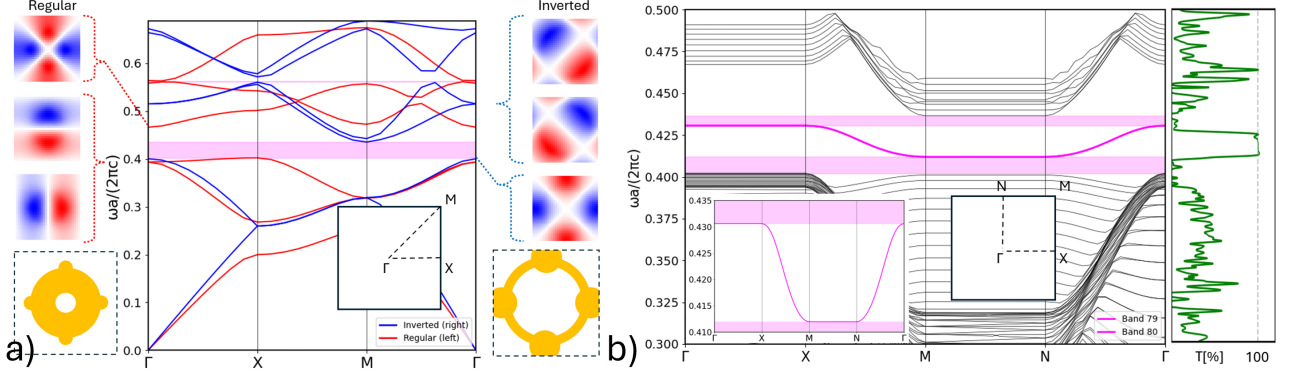 Regular
Inverted
ωa/(2πc)
0.6
0.5
0.4
0.3
0.2
0.1
0.0
Γ
X
M
Γ
M
Γ
X
Inverted (right)
Regular (left)
a)
ωa/(2πc)
0.500
0.475
0.450
0.425
0.400
0.375
0.350
0.325
0.300
Γ
X
M
N
Γ
0.435
0.430
0.425
0.420
0.415
0.410
Γ
X
M
N
Γ
N
M
Γ
X
Band 79
Band 80
T[%]
100
b)